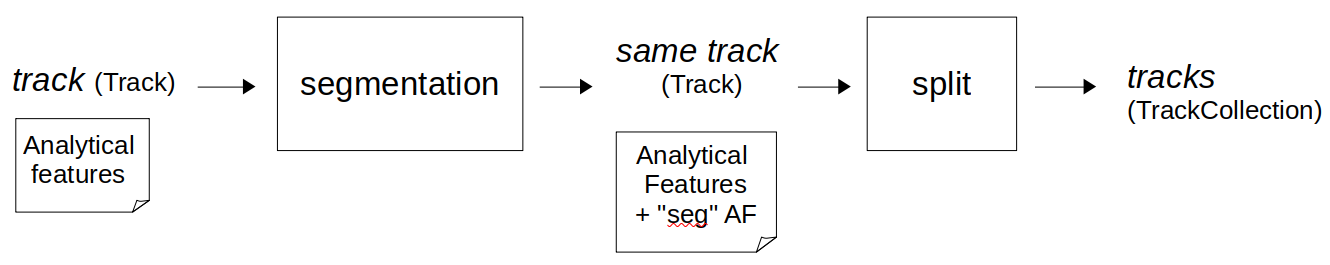 track (Track)
Analytical
features
segmentation
same track
(Track)
Analytical
Features
+ "seg" AF
split
tracks
(TrackCollection)